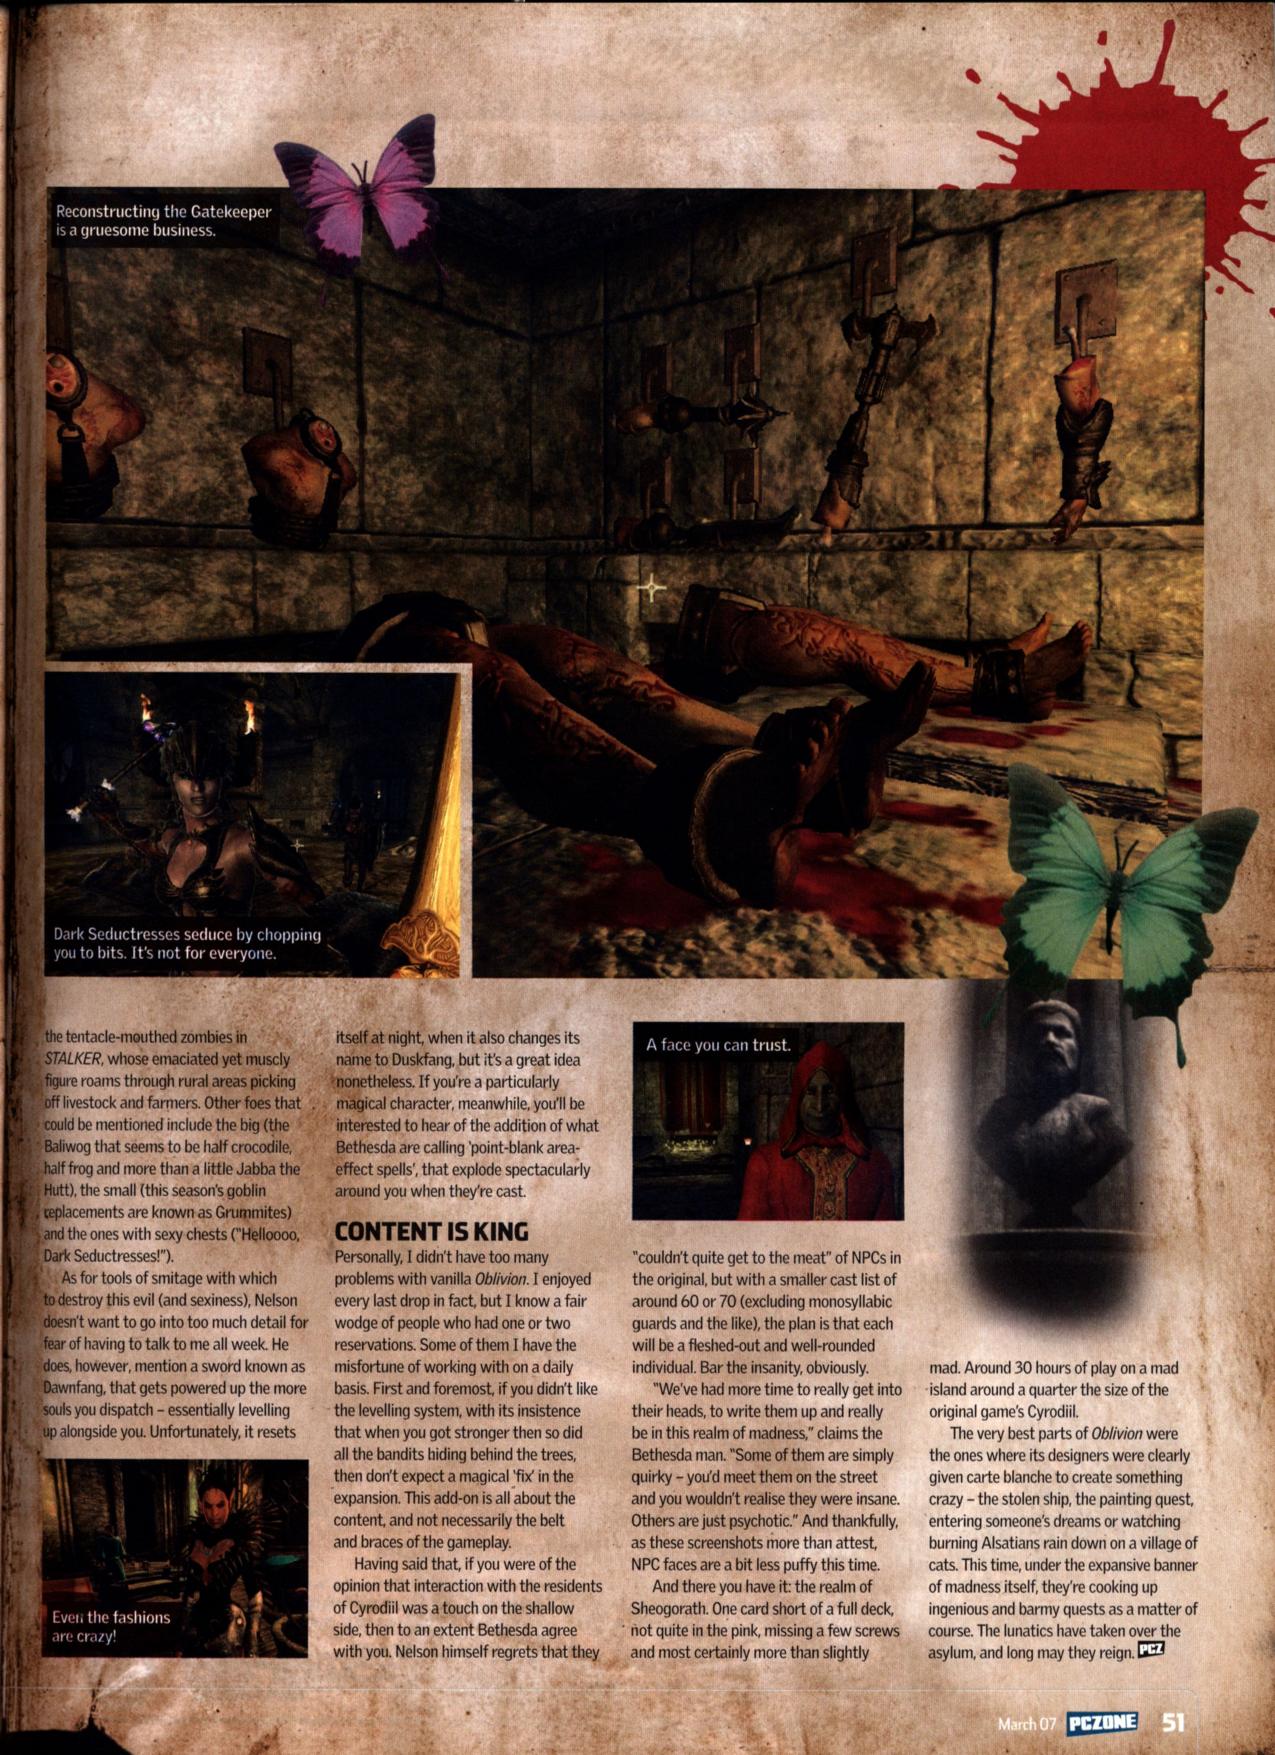 Reconstructing the Gatekeeper
is a gruesome business.
Dark Seductresses seduce by chopping
you to bits. It's not for everyone.
the tentacle-mouthed zombies in
STALKER, whose emaciated yet muscly
figure roams through rural areas picking
off livestock and farmers. Other foes that
could be mentioned include the big (the
Baliwog that seems to be half crocodile,
half frog and more than a little Jabba the
Hutt), the small (this season's goblin
replacements are known as Grummites)
and the ones with sexy chests ("Helloooo,
Dark Seductresses!").
As for tools of smitage with which
to destroy this evil (and sexiness), Nelson
doesn't want to go into too much detail for
fear of having to talk to me all week. He
does, however, mention a sword known as
Dawnfang, that gets powered up the more
souls you dispatch – essentially levelling
up alongside you. Unfortunately, it resets
Even the fashions
are crazy!
itself at night, when it also changes its
name to Duskfang, but it's a great idea
nonetheless. If you're a particularly
magical character, meanwhile, you'll be
interested to hear of the addition of what
Bethesda are calling 'point-blank area-
effect spells', that explode spectacularly
around you when they're cast.
CONTENT IS KING
Personally, I didn't have too many
problems with vanilla Oblivion. I enjoyed
every last drop in fact, but I know a fair
wodge of people who had one or two
reservations. Some of them I have the
misfortune of working with on a daily
basis. First and foremost, if you didn't like
the levelling system, with its insistence
that when you got stronger then so did
all the bandits hiding behind the trees,
then don't expect a magical 'fix' in the
expansion. This add-on is all about the
content, and not necessarily the belt
and braces of the gameplay.
Having said that, if you were of the
opinion that interaction with the residents
of Cyrodiil was a touch on the shallow
side, then to an extent Bethesda agree
with you. Nelson himself regrets that they
A face you can trust.
"couldn't quite get to the meat" of NPCs in
the original, but with a smaller cast list of
around 60 or 70 (excluding monosyllabic
guards and the like), the plan is that each
will be a fleshed-out and well-rounded
individual. Bar the insanity, obviously.
"We've had more time to really get into
their heads, to write them up and really
be in this realm of madness," claims the
Bethesda man. "Some of them are simply
quirky – you'd meet them on the street
and you wouldn't realise they were insane.
Others are just psychotic." And thankfully,
as these screenshots more than attest,
NPC faces are a bit less puffy this time.
And there you have it: the realm of
Sheogorath. One card short of a full deck,
not quite in the pink, missing a few screws
and most certainly more than slightly
mad. Around 30 hours of play on a mad
island around a quarter the size of the
original game's Cyrodiil.
The very best parts of Oblivion were
the ones where its designers were clearly
given carte blanche to create something
crazy – the stolen ship, the painting quest,
entering someone's dreams or watching
burning Alsatians rain down on a village of
cats. This time, under the expansive banner
of madness itself, they're cooking up
ingenious and barmy quests as a matter of
course. The lunatics have taken over the
asylum, and long may they reign. PCZ
March 07 PCZONE 51